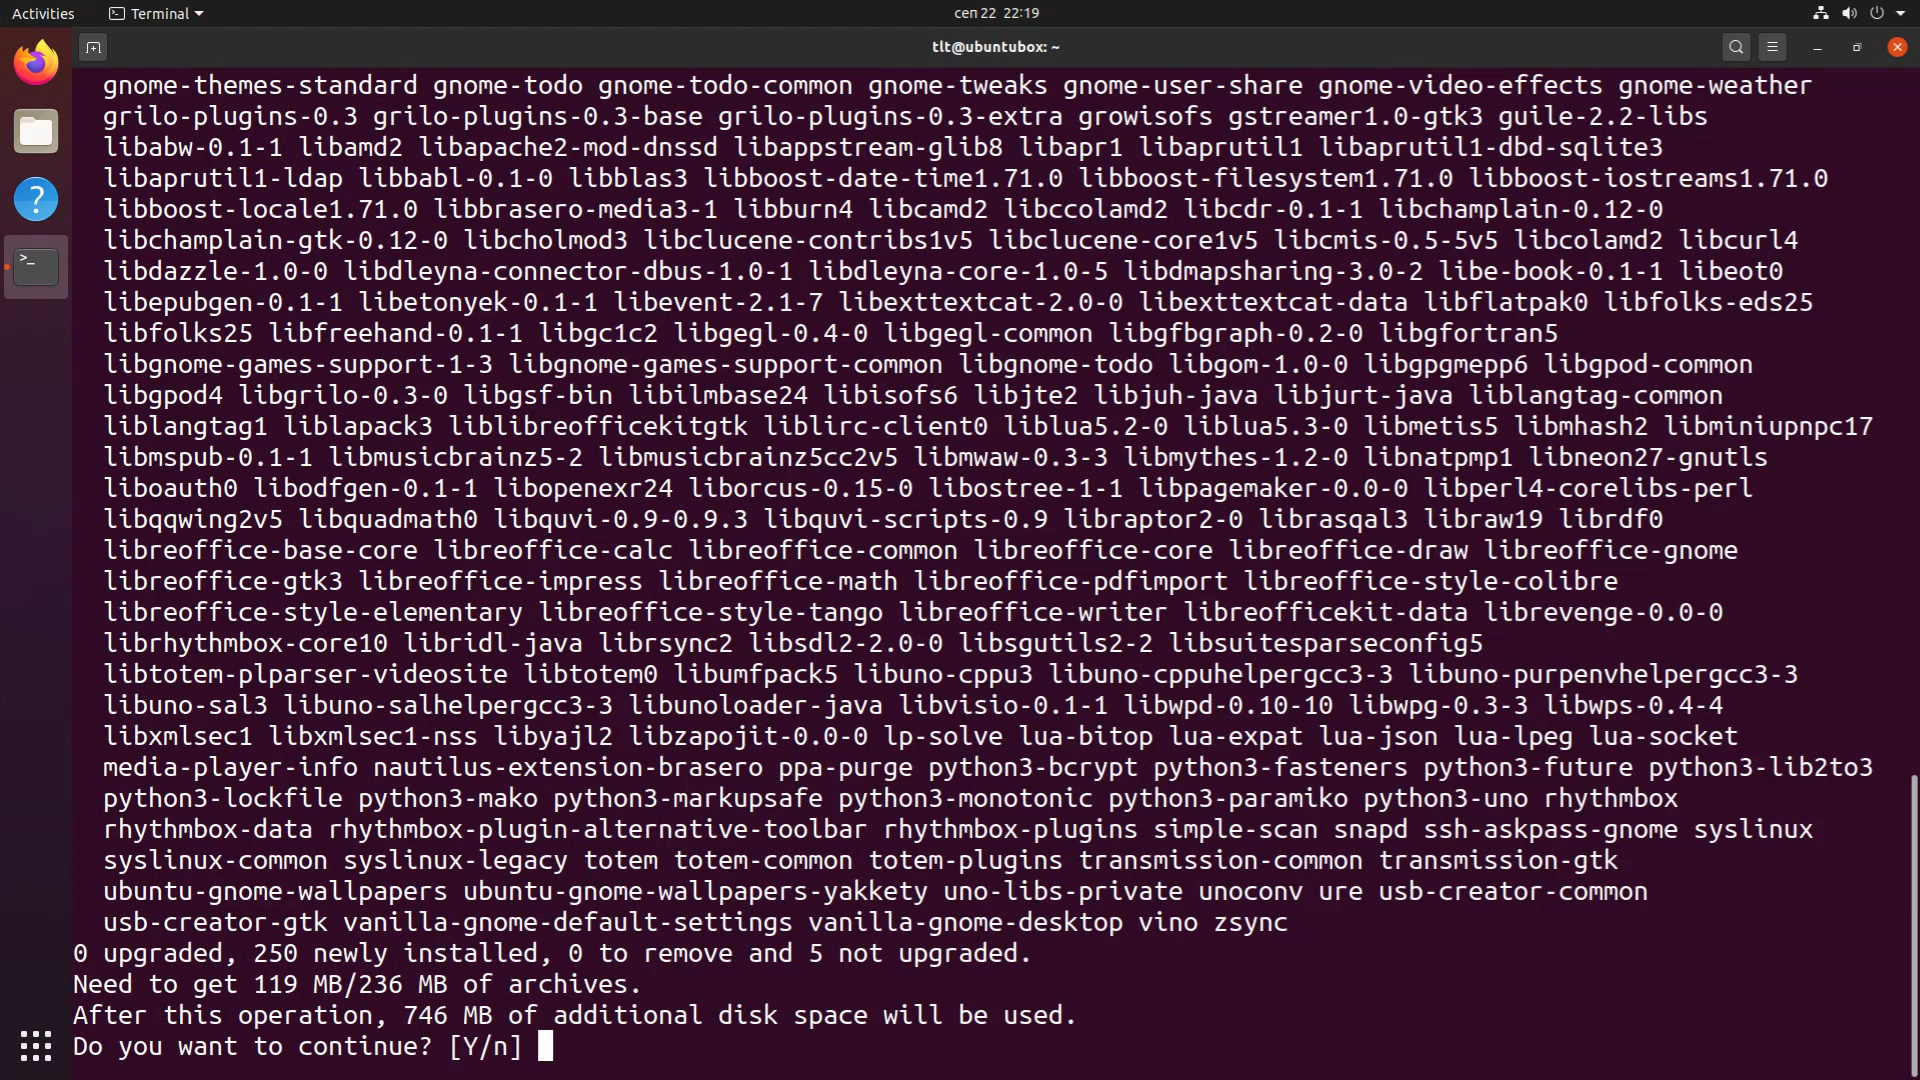 Activities Terminal сеп 22 22:19
tlt@ubuntubox: ~
gnome-themes-standard gnome-todo gnome-todo-common gnome-tweaks gnome-user-share gnome-video-effects gnome-weather
grilo-plugins-0.3 grilo-plugins-0.3-base grilo-plugins-0.3-extra growisofs gstreamer1.0-gtk3 guile-2.2-libs
libabw-0.1-1 libamd2 libapache2-mod-dnssd libappstream-glib8 libapr1 libaprutil1 libaprutil1-dbd-sqlite3
libaprutil1-ldap libbabl-0.1-0 libblas3 libboost-date-time1.71.0 libboost-filesystem1.71.0 libboost-iostreams1.71.0
libboost-locale1.71.0 libbrasero-media3-1 libburn4 libcamd2 libccolamd2 libcdr-0.1-1 libchamplain-0.12-0
libchamplain-gtk-0.12-0 libcholmod3 libclucene-contribs1v5 libclucene-core1v5 libcmis-0.5-5v5 libcolamd2 libcurl4
libdazzle-1.0-0 libdleyna-connector-dbus-1.0-1 libdleyna-core-1.0-5 libdmapsharing-3.0-2 libe-book-0.1-1 libeot0
libepubgen-0.1-1 libetonyek-0.1-1 libevent-2.1-7 libexttextcat-2.0-0 libexttextcat-data libflatpak0 libfolks-eds25
libfolks25 libfreehand-0.1-1 libgc1c2 libgegl-0.4-0 libgegl-common libgfbgraph-0.2-0 libgfortran5
libgnome-games-support-1-3 libgnome-games-support-common libgnome-todo libgom-1.0-0 libgpgmepp6 libgpod-common
libgpod4 libgrilo-0.3-0 libgsf-bin libilmbase24 libisofs6 libjte2 libjuh-java libjurt-java liblangtag-common
liblangtag1 liblapack3 liblibreofficekitgtk liblirc-client0 liblua5.2-0 liblua5.3-0 libmetis5 libmhash2 libminiupnpc17
libmspub-0.1-1 libmusicbrainz5-2 libmusicbrainz5cc2v5 libmwaw-0.3-3 libmythes-1.2-0 libnatpmp1 libneon27-gnutls
liboauth0 libodfgen-0.1-1 libopenexr24 liborcus-0.15-0 libostree-1-1 libpagemaker-0.0-0 libperl4-corelibs-perl
libqqwing2v5 libquadmath0 libquvi-0.9-0.9.3 libquvi-scripts-0.9 libraptor2-0 librasqal3 libraw19 librdf0
libreoffice-base-core libreoffice-calc libreoffice-common libreoffice-core libreoffice-draw libreoffice-gnome
libreoffice-gtk3 libreoffice-impress libreoffice-math libreoffice-pdfimport libreoffice-style-colibre
libreoffice-style-elementary libreoffice-style-tango libreoffice-writer libreofficekit-data librevenge-0.0-0
librhythmbox-core10 libridl-java librsync2 libsdl2-2.0-0 libsgutils2-2 libsuitesparseconfig5
libtotem-plparser-videosite libtotem0 libumfpack5 libuno-cppu3 libuno-cppuhelpergcc3-3 libuno-purpenvhelpergcc3-3
libuno-sal3 libuno-salhelpergcc3-3 libunoloader-java libvisio-0.1-1 libwpd-0.10-10 libwpg-0.3-3 libwps-0.4-4
libxmlsec1 libxmlsec1-nss libyajl2 libzapojit-0.0-0 lp-solve lua-bitop lua-expat lua-json lua-lpeg lua-socket
media-player-info nautilus-extension-brasero ppa-purge python3-bcrypt python3-fasteners python3-future python3-lib2to3
python3-lockfile python3-mako python3-markupsafe python3-monotonic python3-paramiko python3-uno rhythmbox
rhythmbox-data rhythmbox-plugin-alternative-toolbar rhythmbox-plugins simple-scan snapd ssh-askpass-gnome syslinux
syslinux-common syslinux-legacy totem totem-common totem-plugins transmission-common transmission-gtk
ubuntu-gnome-wallpapers ubuntu-gnome-wallpapers-yakkety uno-libs-private unoconv ure usb-creator-common
usb-creator-gtk vanilla-gnome-default-settings vanilla-gnome-desktop vino zsync
0 upgraded, 250 newly installed, 0 to remove and 5 not upgraded.
Need to get 119 MB/236 MB of archives.
After this operation, 746 MB of additional disk space will be used.
Do you want to continue? [Y/n]